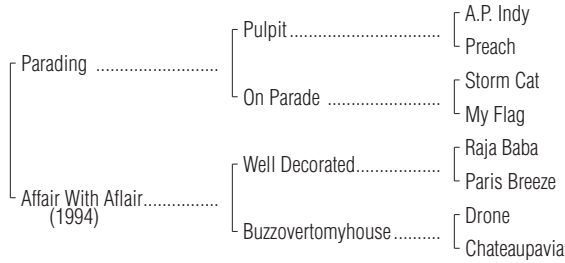 A.P. Indy
Pulpit
Preach
Parading
Storm Cat
On Parade
My Flag
Raja Baba
Well Decorated
Paris Breeze
Affair With Aflair
(1994)
Drone
Buzzovertomyhouse
Chateaupavia